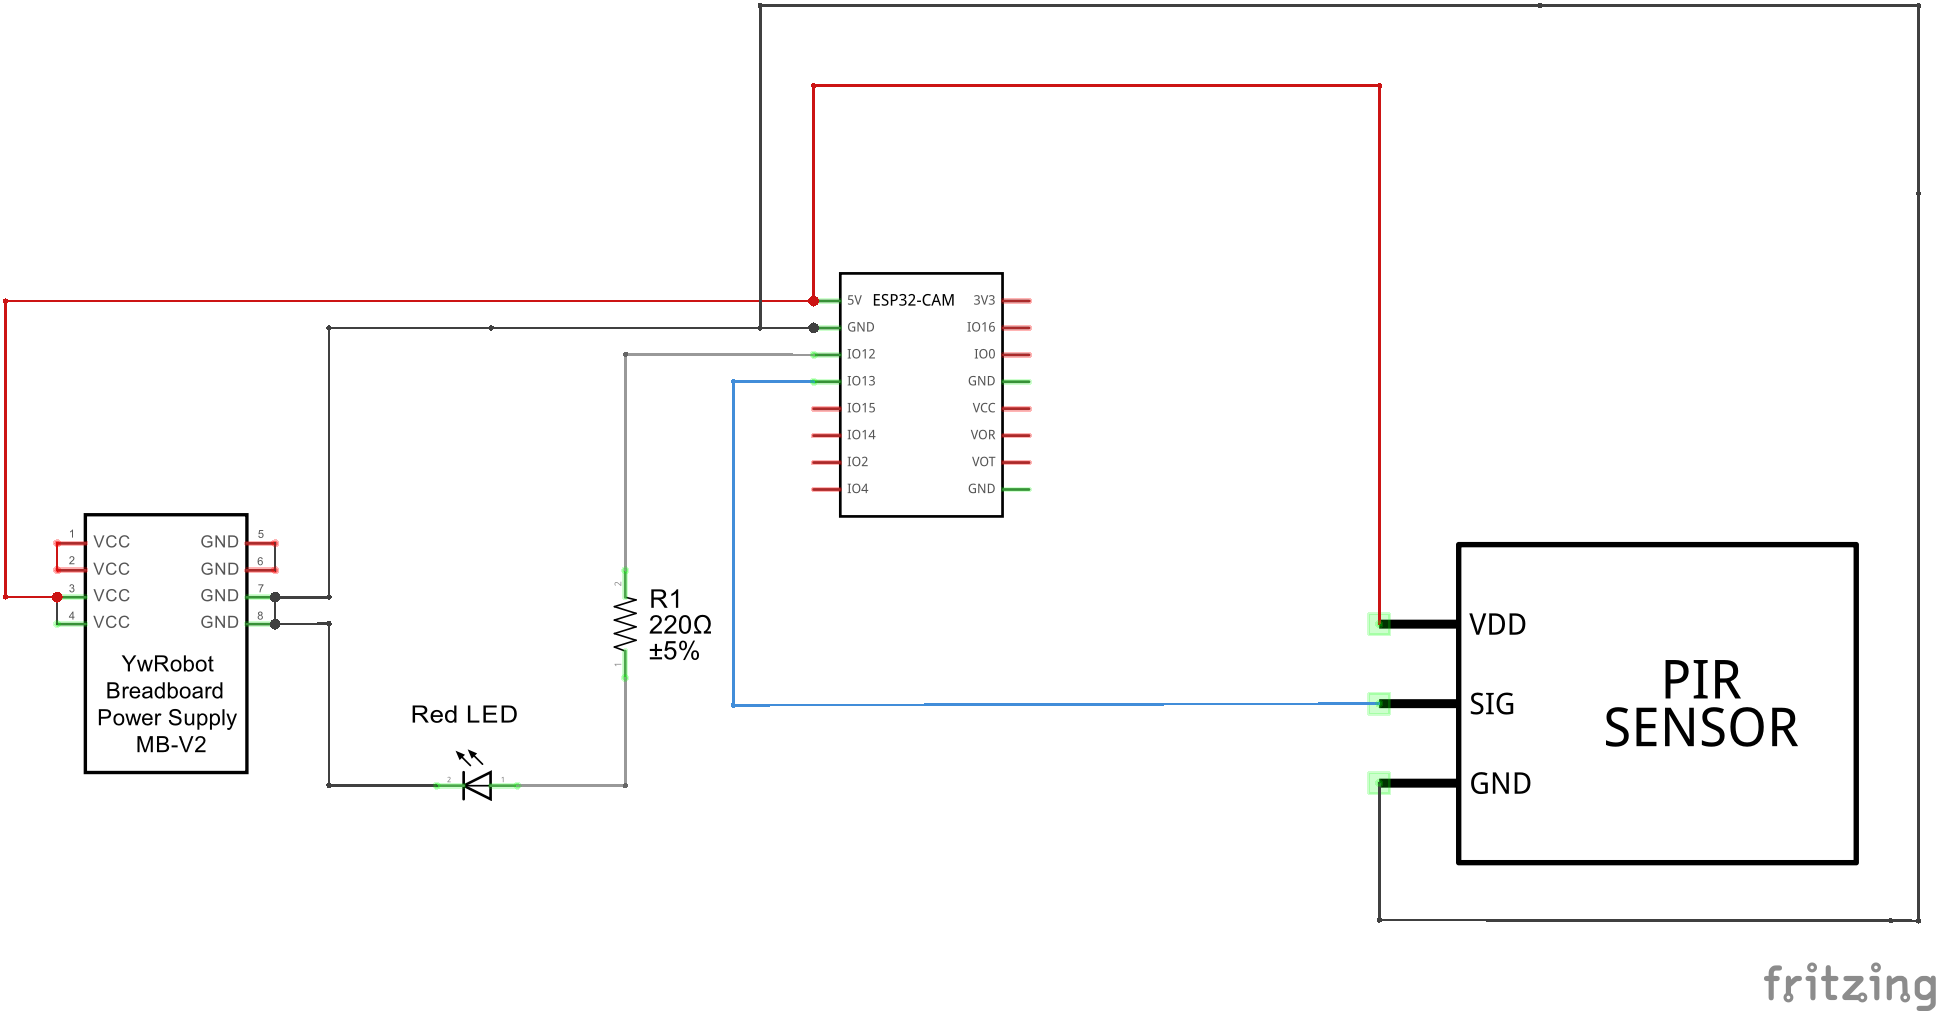 5V ESP32-CAM 3V3
GND IO16
IO12 IO0
IO13 GND
IO15 VCC
IO14 VOR
IO2 VOT
IO4 GND
1 VCC GND 5
2 VCC GND 6
3 VCC GND 7
4 VCC GND 8
YwRobot
Breadboard
Power Supply
MB-V2
2
R1
220Ω
±5%
1
Red LED
2 1
VDD
SIG
GND
PIR
SENSOR
fritzing